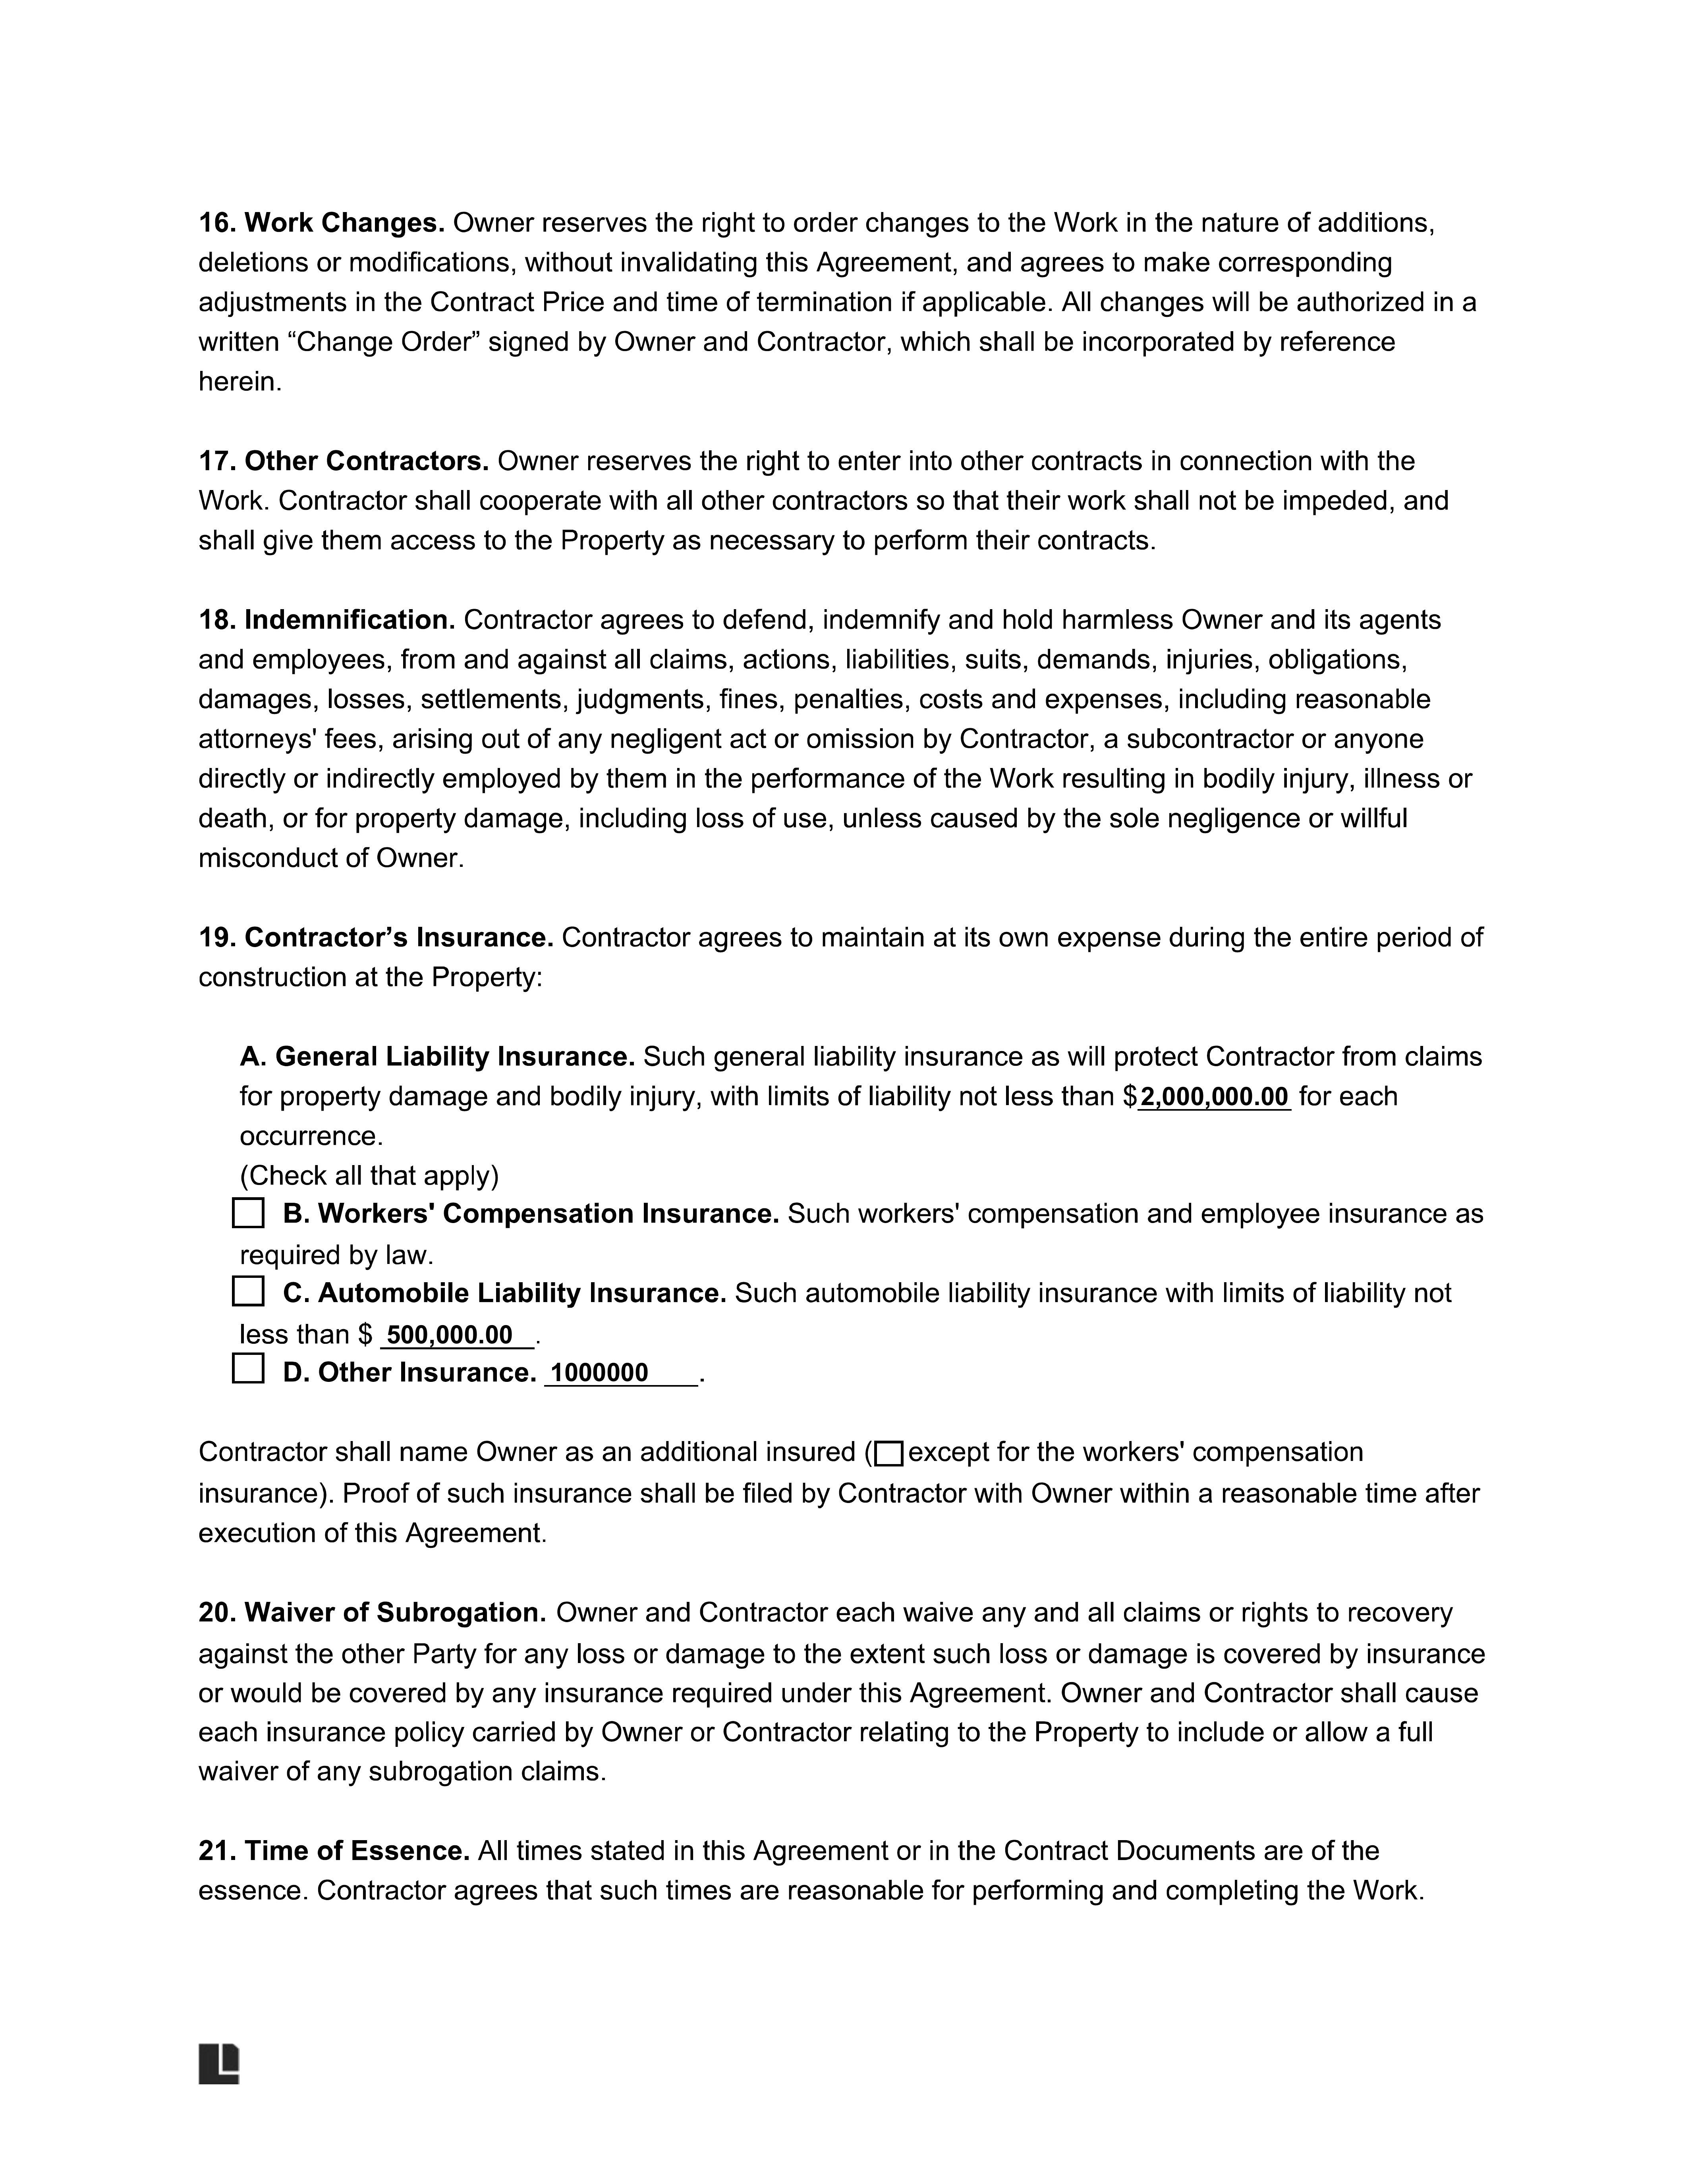 16. Work Changes. Owner reserves the right to order changes to the Work in the nature of additions,
deletions or modifications, without invalidating this Agreement, and agrees to make corresponding
adjustments in the Contract Price and time of termination if applicable. All changes will be authorized in a
written “Change Order” signed by Owner and Contractor, which shall be incorporated by reference
herein.
17. Other Contractors. Owner reserves the right to enter into other contracts in connection with the
Work. Contractor shall cooperate with all other contractors so that their work shall not be impeded, and
shall give them access to the Property as necessary to perform their contracts.
18. Indemnification. Contractor agrees to defend, indemnify and hold harmless Owner and its agents
and employees, from and against all claims, actions, liabilities, suits, demands, injuries, obligations,
damages, losses, settlements, judgments, fines, penalties, costs and expenses, including reasonable
attorneys' fees, arising out of any negligent act or omission by Contractor, a subcontractor or anyone
directly or indirectly employed by them in the performance of the Work resulting in bodily injury, illness or
death, or for property damage, including loss of use, unless caused by the sole negligence or willful
misconduct of Owner.
19. Contractor’s Insurance. Contractor agrees to maintain at its own expense during the entire period of
construction at the Property:
A. General Liability Insurance. Such general liability insurance as will protect Contractor from claims
for property damage and bodily injury, with limits of liability not less than $2,000,000.00 for each
occurrence.
(Check all that apply)
B. Workers' Compensation Insurance. Such workers' compensation and employee insurance as
required by law.
C. Automobile Liability Insurance. Such automobile liability insurance with limits of liability not
less than $ 500,000.00 .
D. Other Insurance. 1000000 .
Contractor shall name Owner as an additional insured ( except for the workers' compensation
insurance). Proof of such insurance shall be filed by Contractor with Owner within a reasonable time after
execution of this Agreement.
20. Waiver of Subrogation. Owner and Contractor each waive any and all claims or rights to recovery
against the other Party for any loss or damage to the extent such loss or damage is covered by insurance
or would be covered by any insurance required under this Agreement. Owner and Contractor shall cause
each insurance policy carried by Owner or Contractor relating to the Property to include or allow a full
waiver of any subrogation claims.
21. Time of Essence. All times stated in this Agreement or in the Contract Documents are of the
essence. Contractor agrees that such times are reasonable for performing and completing the Work.